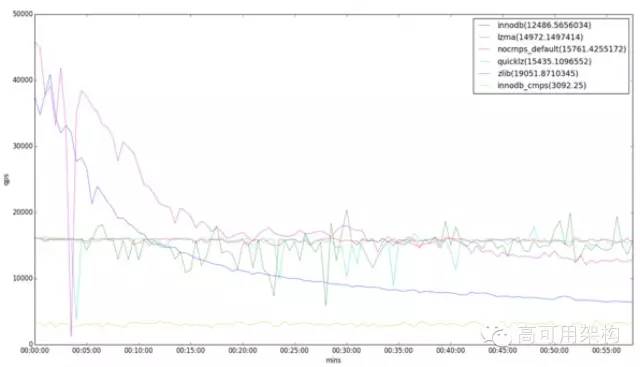 50000
40000
30000
20000
10000
0
qps
innodb(12486.5656034)
lzma(14972.1497414)
nocmps_default(15761.4255172)
quicklz(15435.1096552)
zlib(19051.8710345)
innodb_cmps(3092.25)
00:00:00 00:05:00 00:10:00 00:15:00 00:20:00 00:25:00 00:30:00 00:35:00 00:40:00 00:45:00 00:50:00 00:55:00
mins
高可用架构